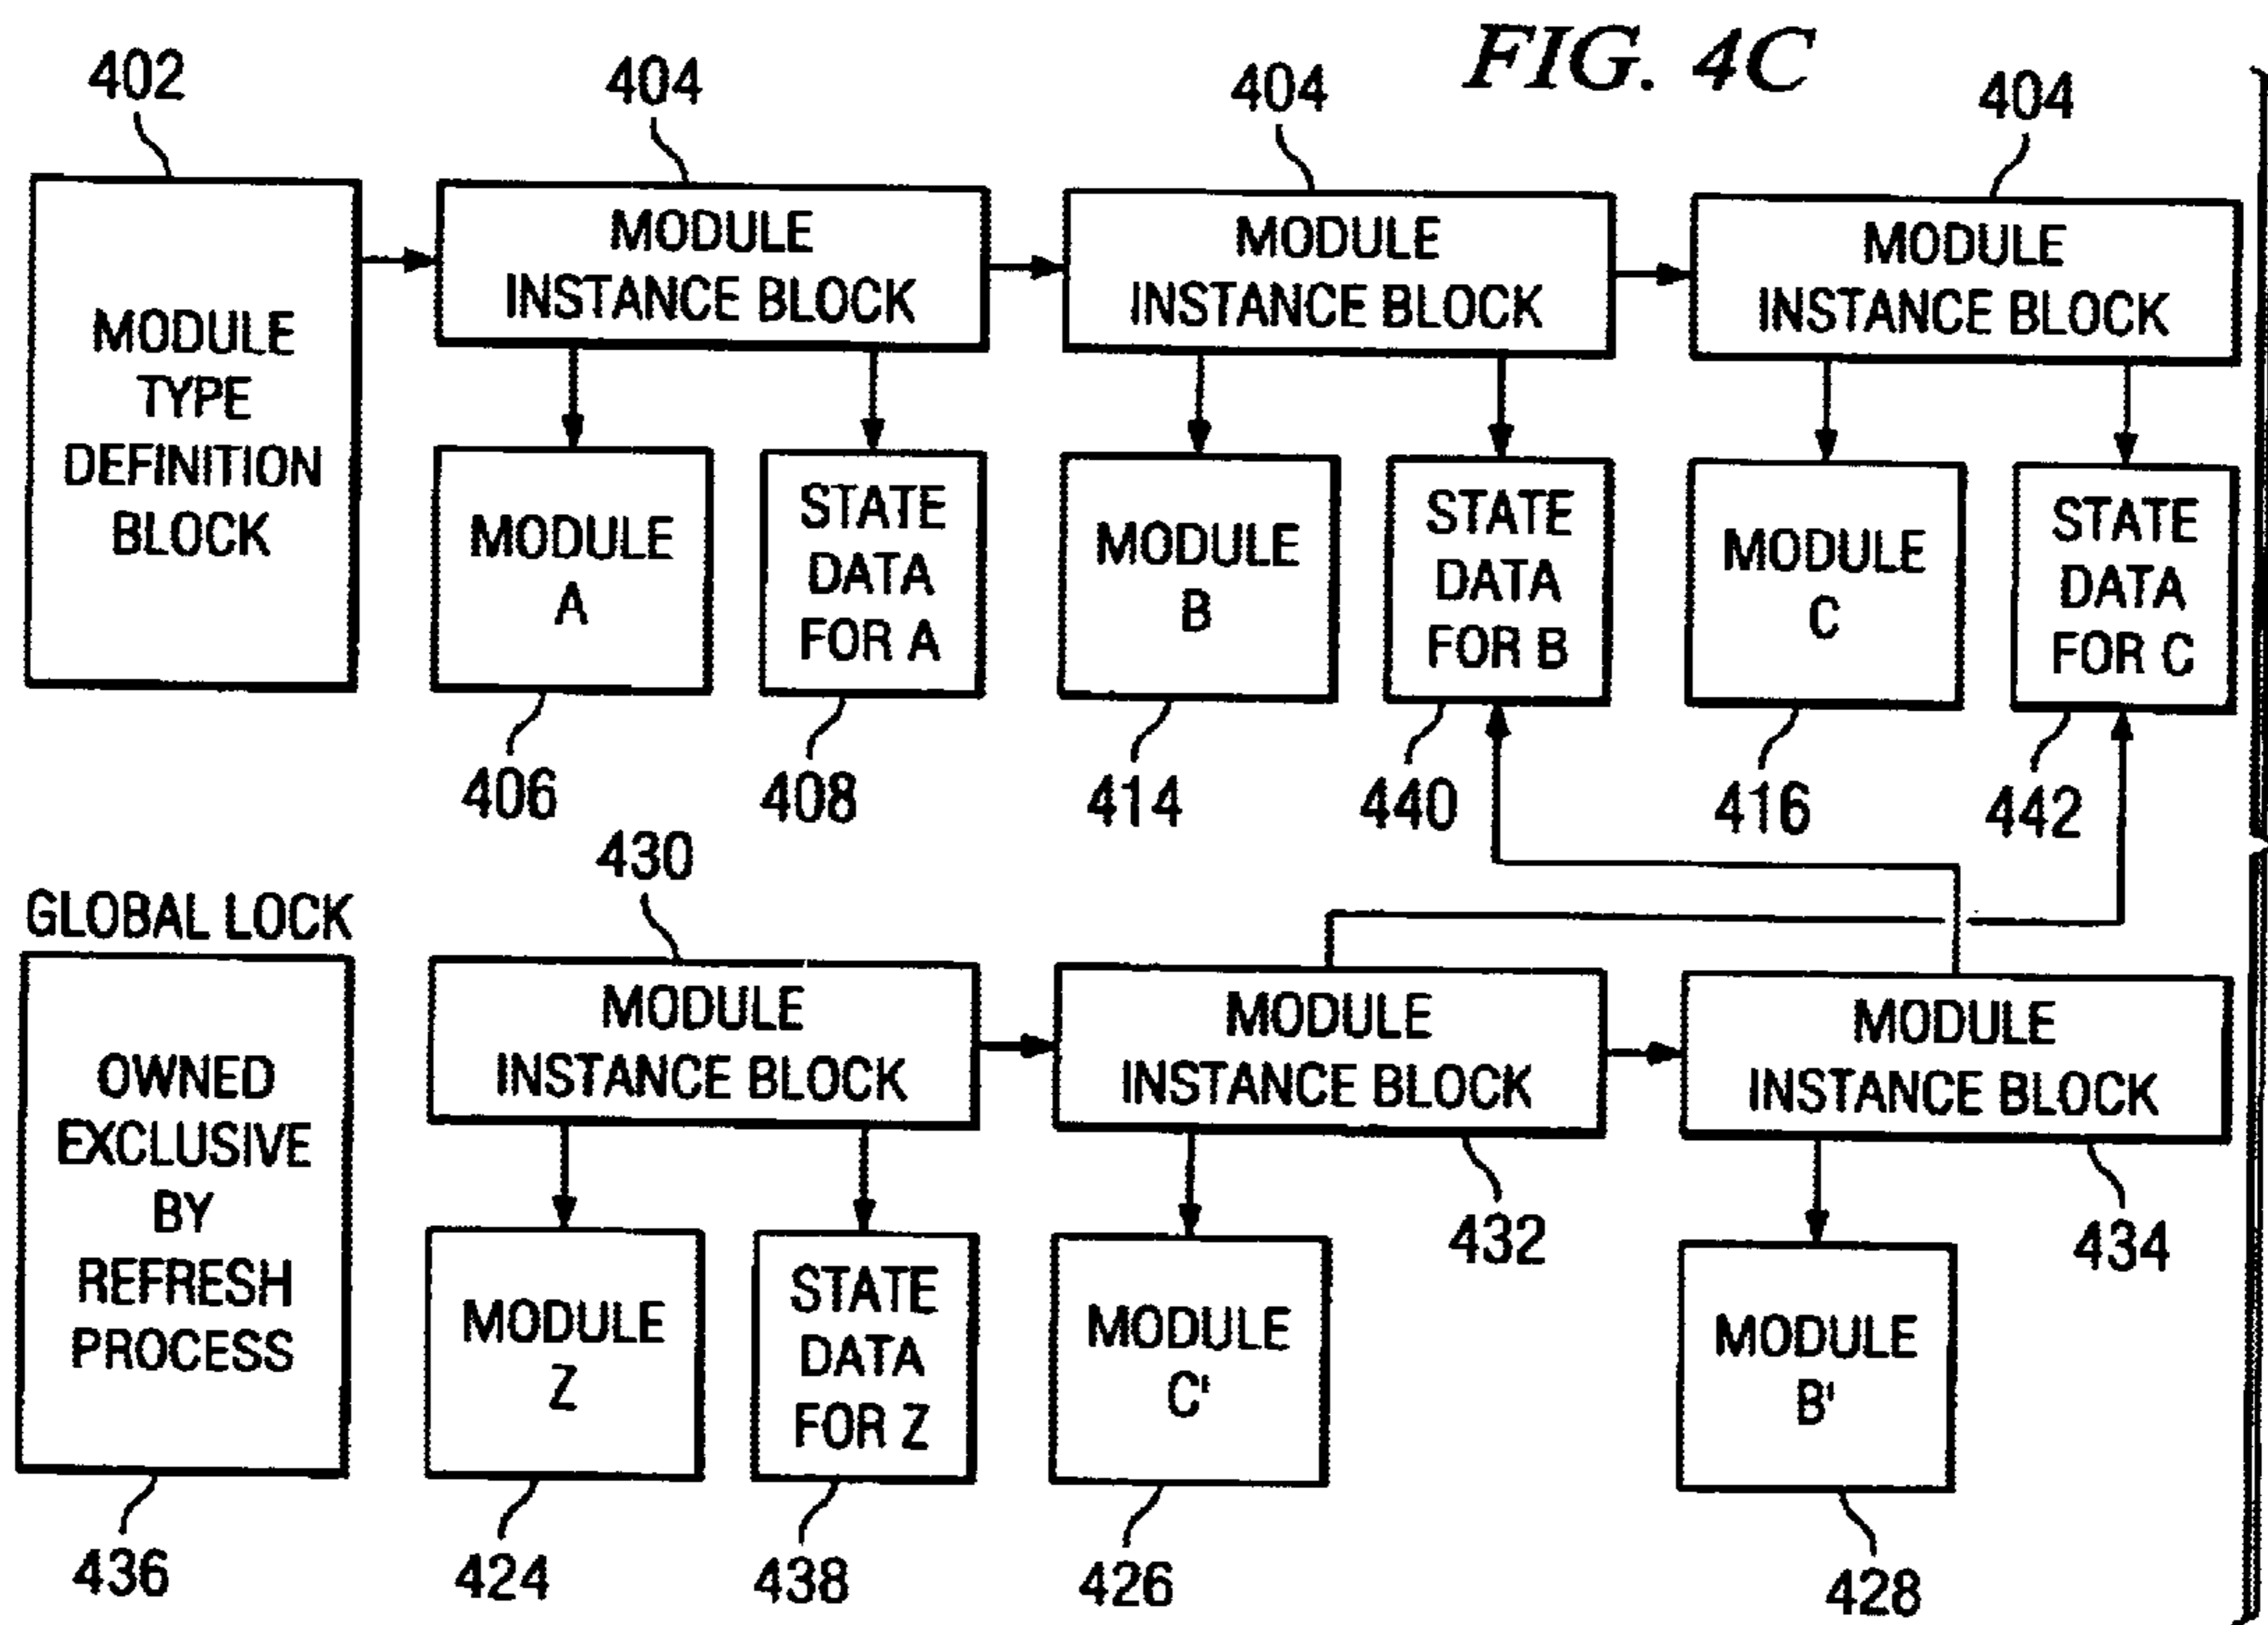 FIG. 4C
402
404
404
404
MODULE
TYPE
DEFINITION
BLOCK
MODULE
INSTANCE BLOCK
MODULE
INSTANCE BLOCK
MODULE
INSTANCE BLOCK
MODULE
A
STATE
DATA
FOR A
MODULE
B
STATE
DATA
FOR B
MODULE
C
STATE
DATA
FOR C
406
408
414
440
416
442
GLOBAL LOCK
430
OWNED
EXCLUSIVE
BY
REFRESH
PROCESS
MODULE
INSTANCE BLOCK
MODULE
INSTANCE BLOCK
MODULE
INSTANCE BLOCK
432
434
MODULE
Z
STATE
DATA
FOR Z
MODULE
C'
MODULE
B'
436
424
438
426
428